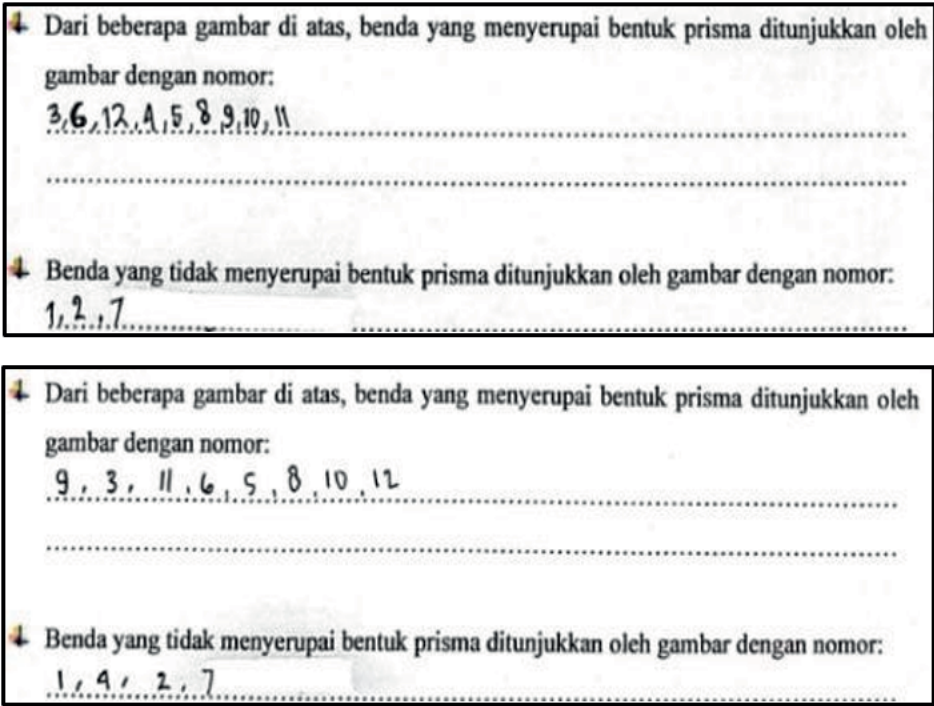 Dari beberapa gambar di atas, benda yang menyerupai bentuk prisma ditunjukkan oleh
gambar dengan nomor:
3,6,12,4,5,8,9,10,11
Benda yang tidak menyerupai bentuk prisma ditunjukkan oleh gambar dengan nomor:
1,2,7
Dari beberapa gambar di atas, benda yang menyerupai bentuk prisma ditunjukkan oleh
gambar dengan nomor:
9, 3, 11, 6, 5, 8, 10, 12
Benda yang tidak menyerupai bentuk prisma ditunjukkan oleh gambar dengan nomor:
1, 4, 2, 7